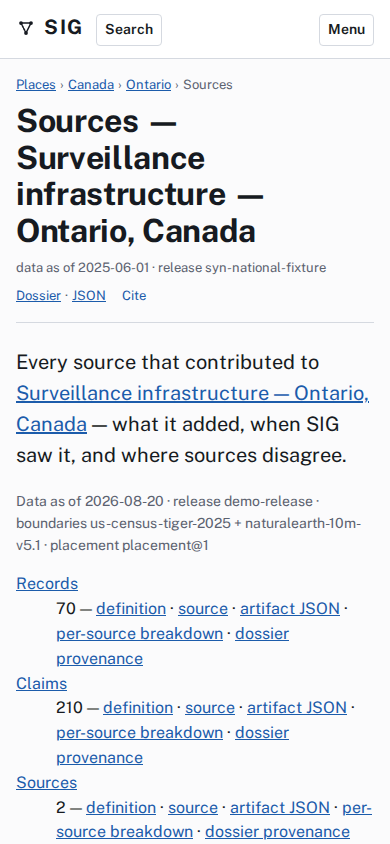 SIG Search Menu
Places › Canada › Ontario › Sources
Sources —
Surveillance
infrastructure —
Ontario, Canada
data as of 2025-06-01 · release syn-national-fixture
Dossier · JSON Cite
Every source that contributed to
Surveillance infrastructure — Ontario,
Canada — what it added, when SIG
saw it, and where sources disagree.
Data as of 2026-08-20 · release demo-release ·
boundaries us-census-tiger-2025 + naturalearth-10m-
v5.1 · placement placement@1
Records
70 — definition · source · artifact JSON ·
per-source breakdown · dossier
provenance
Claims
210 — definition · source · artifact JSON ·
per-source breakdown · dossier
provenance
Sources
2 — definition · source · artifact JSON · per-
source breakdown · dossier provenance